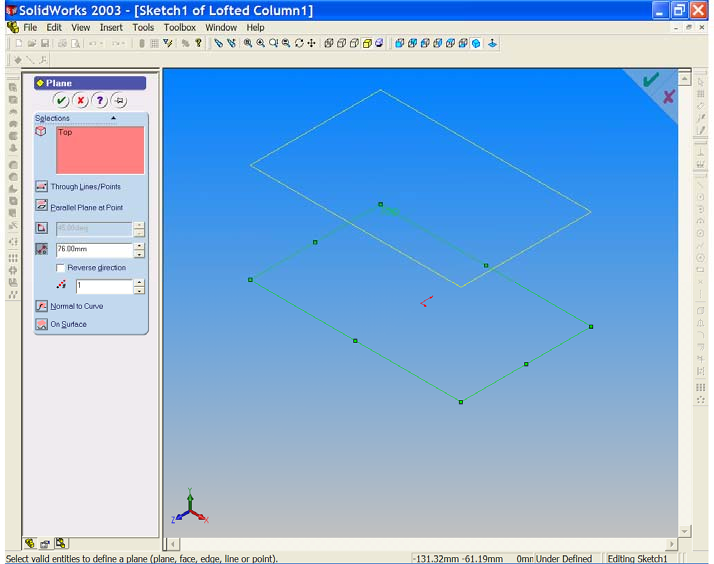 SolidWorks 2003 - [Sketch1 of Lofted Column1]
File Edit View Insert Tools Toolbox Window Help
Plane
Selections
Top
Through Lines/Points
Parallel Plane at Point
45.00deg
76.00mm
Reverse direction
1
Normal to Curve
On Surface
Y
Z X
Select valid entities to define a plane (plane, face, edge, line or point). -131.32mm -61.19mm 0mm Under Defined Editing Sketch1